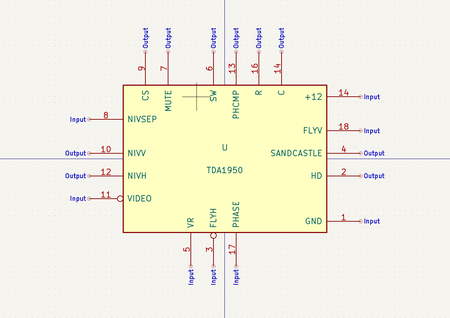 Output Output Output Output Output Output
9 7 6 13 16 14
CS MUTE SW PHCMP R C
+12 14 Input
Input 8 NIVSEP
FLYV 18 Input
U
Output 10 NIVV
SANDCASTLE 4 Output
TDA1950
Output 12 NIVH
HD 2 Output
Input 11 VIDEO
GND 1 Input
VR FLYH PHASE
5 3 17
Input Input Input